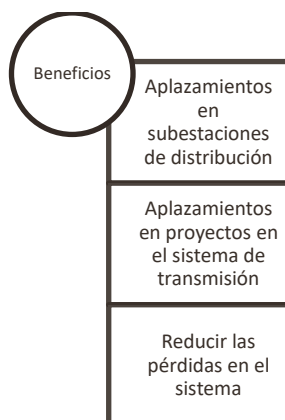 Beneficios
Aplazamientos
en
subestaciones
de distribución
Aplazamientos
en proyectos en
el sistema de
transmisión
Reducir las
pérdidas en el
sistema